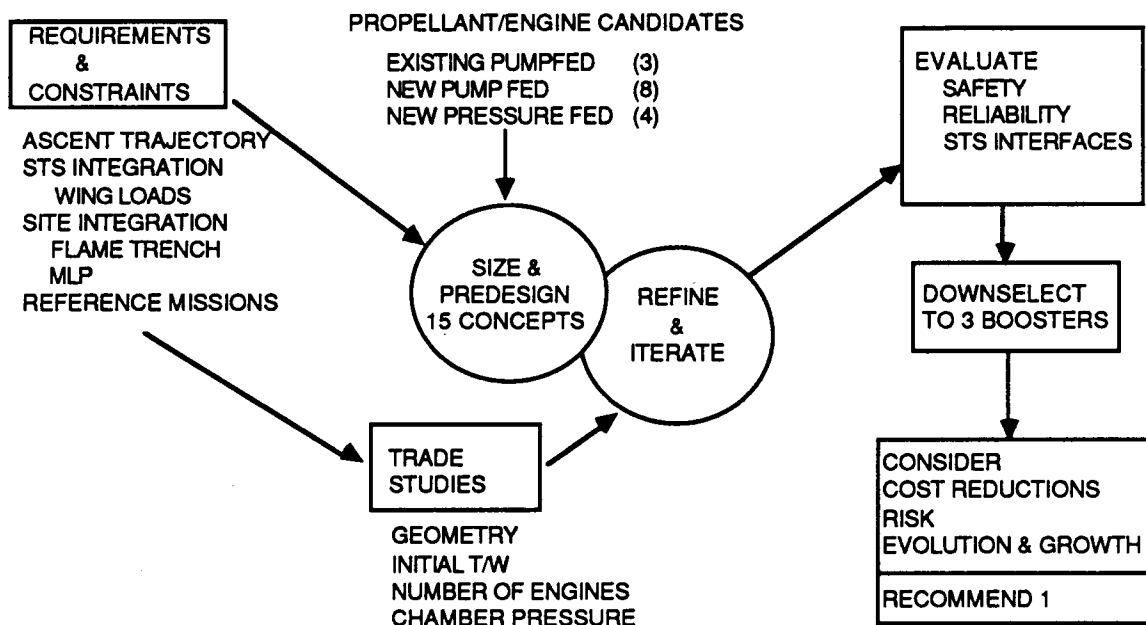 REQUIREMENTS
&
CONSTRAINTS
ASCENT TRAJECTORY
STS INTEGRATION
WING LOADS
SITE INTEGRATION
FLAME TRENCH
MLP
REFERENCE MISSIONS
PROPELLANT/ENGINE CANDIDATES
EXISTING PUMPFED (3)
NEW PUMP FED (8)
NEW PRESSURE FED (4)
SIZE &
PREDESIGN
15 CONCEPTS
REFINE
&
ITERATE
TRADE
STUDIES
GEOMETRY
INITIAL T/W
NUMBER OF ENGINES
CHAMBER PRESSURE
EVALUATE
SAFETY
RELIABILITY
STS INTERFACES
DOWNSELECT
TO 3 BOOSTERS
CONSIDER
COST REDUCTIONS
RISK
EVOLUTION & GROWTH
RECOMMEND 1